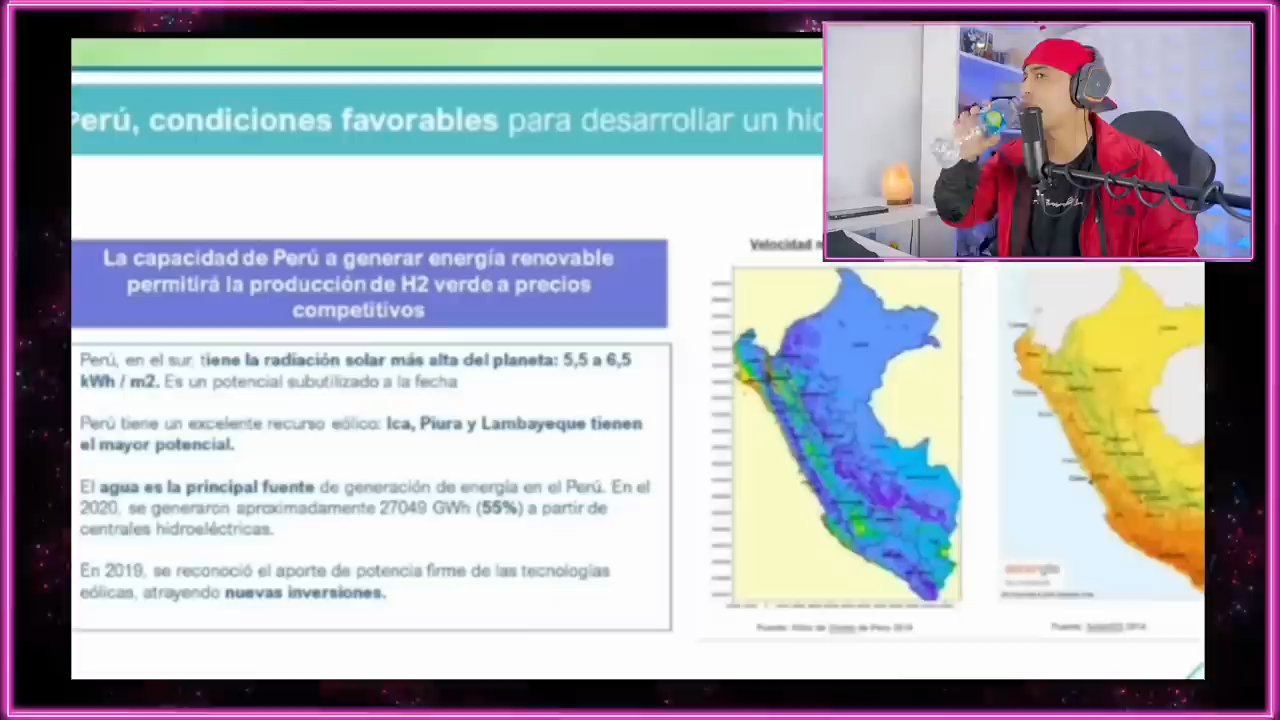 Perú, condiciones favorables para desarrollar un hid
La capacidad de Perú a generar energía renovable
permitirá la producción de H2 verde a precios
competitivos
Perú, en el sur, tiene la radiación solar más alta del planeta: 5,5 a 6,5
kWh / m2. Es un potencial subutilizado a la fecha
Perú tiene un excelente recurso eólico: Ica, Piura y Lambayeque tienen
el mayor potencial.
El agua es la principal fuente de generación de energía en el Perú. En el
2020, se generaron aproximadamente 27049 GWh (55%) a partir de
centrales hidroeléctricas.
En 2019, se reconoció el aporte de potencia firme de las tecnologías
eólicas, atrayendo nuevas inversiones.
Velocidad